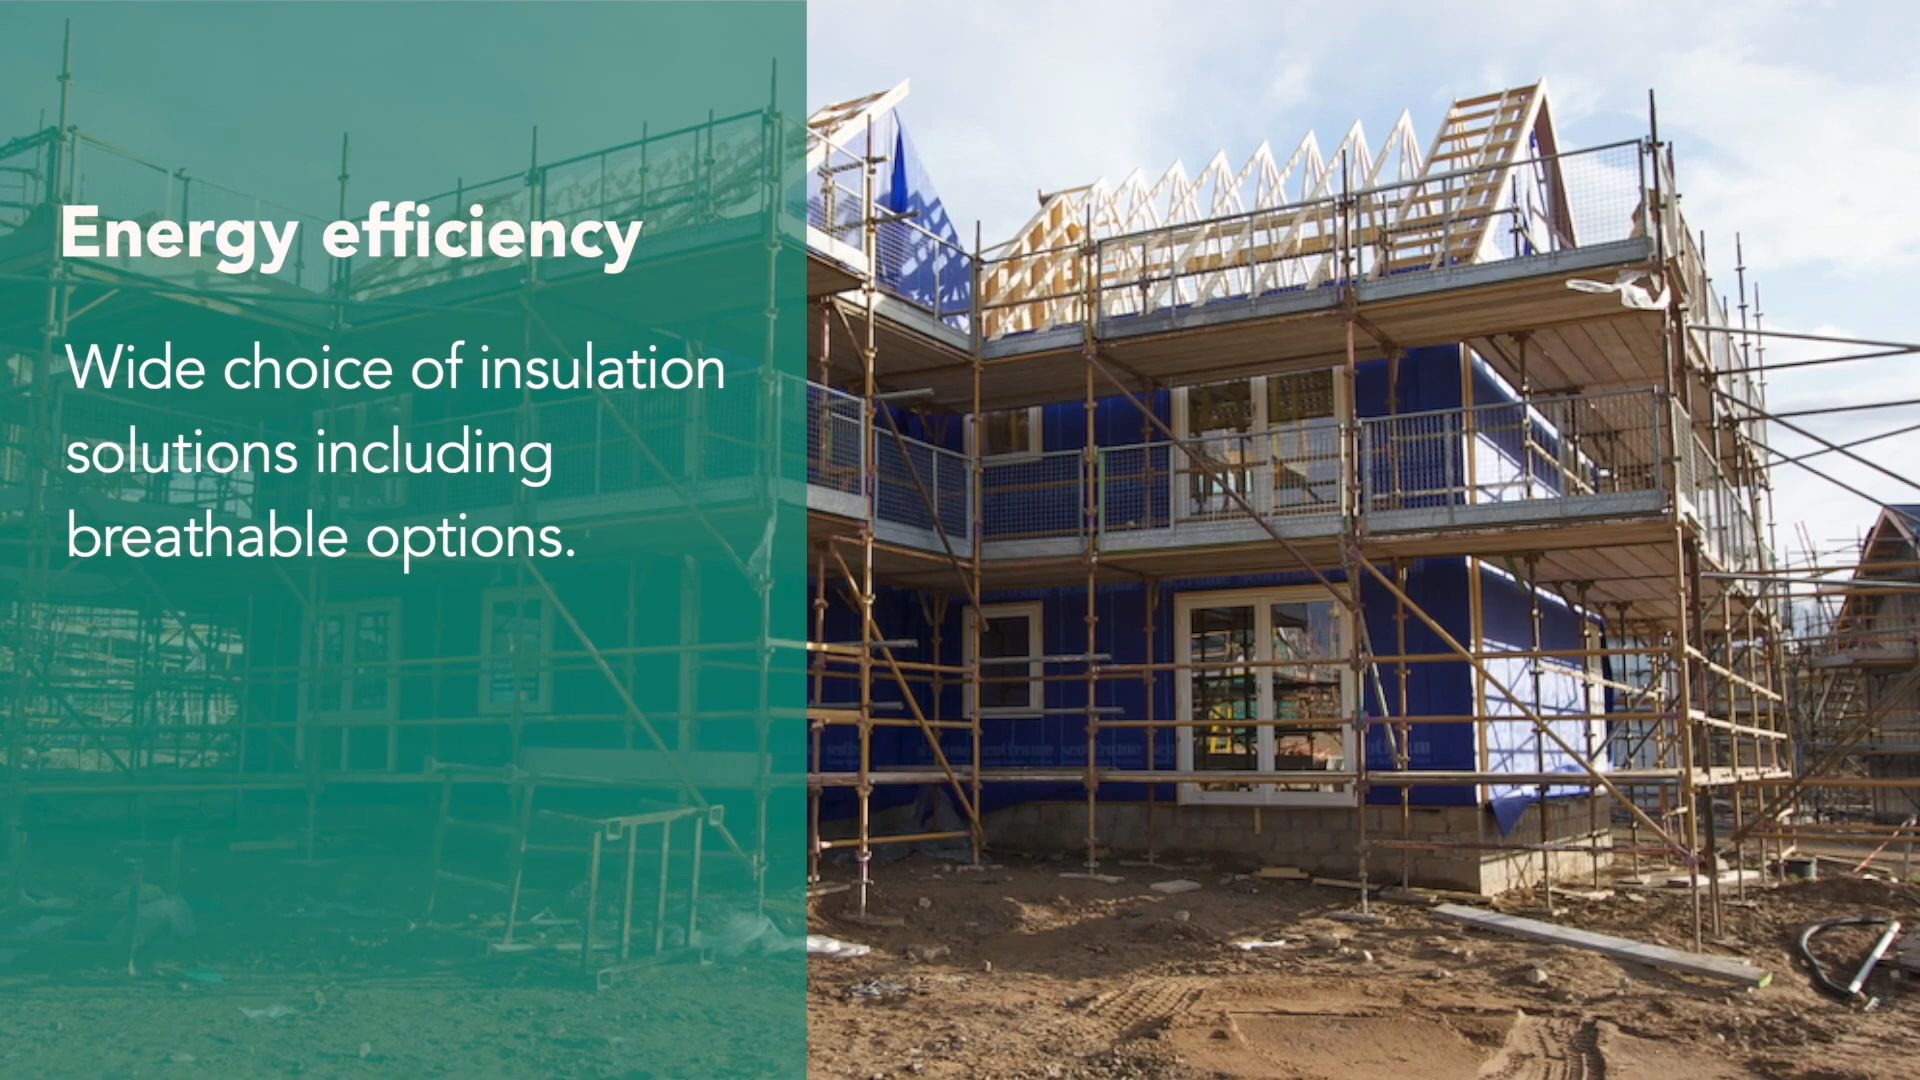 Energy efficiency
Wide choice of insulation
solutions including
breathable options.